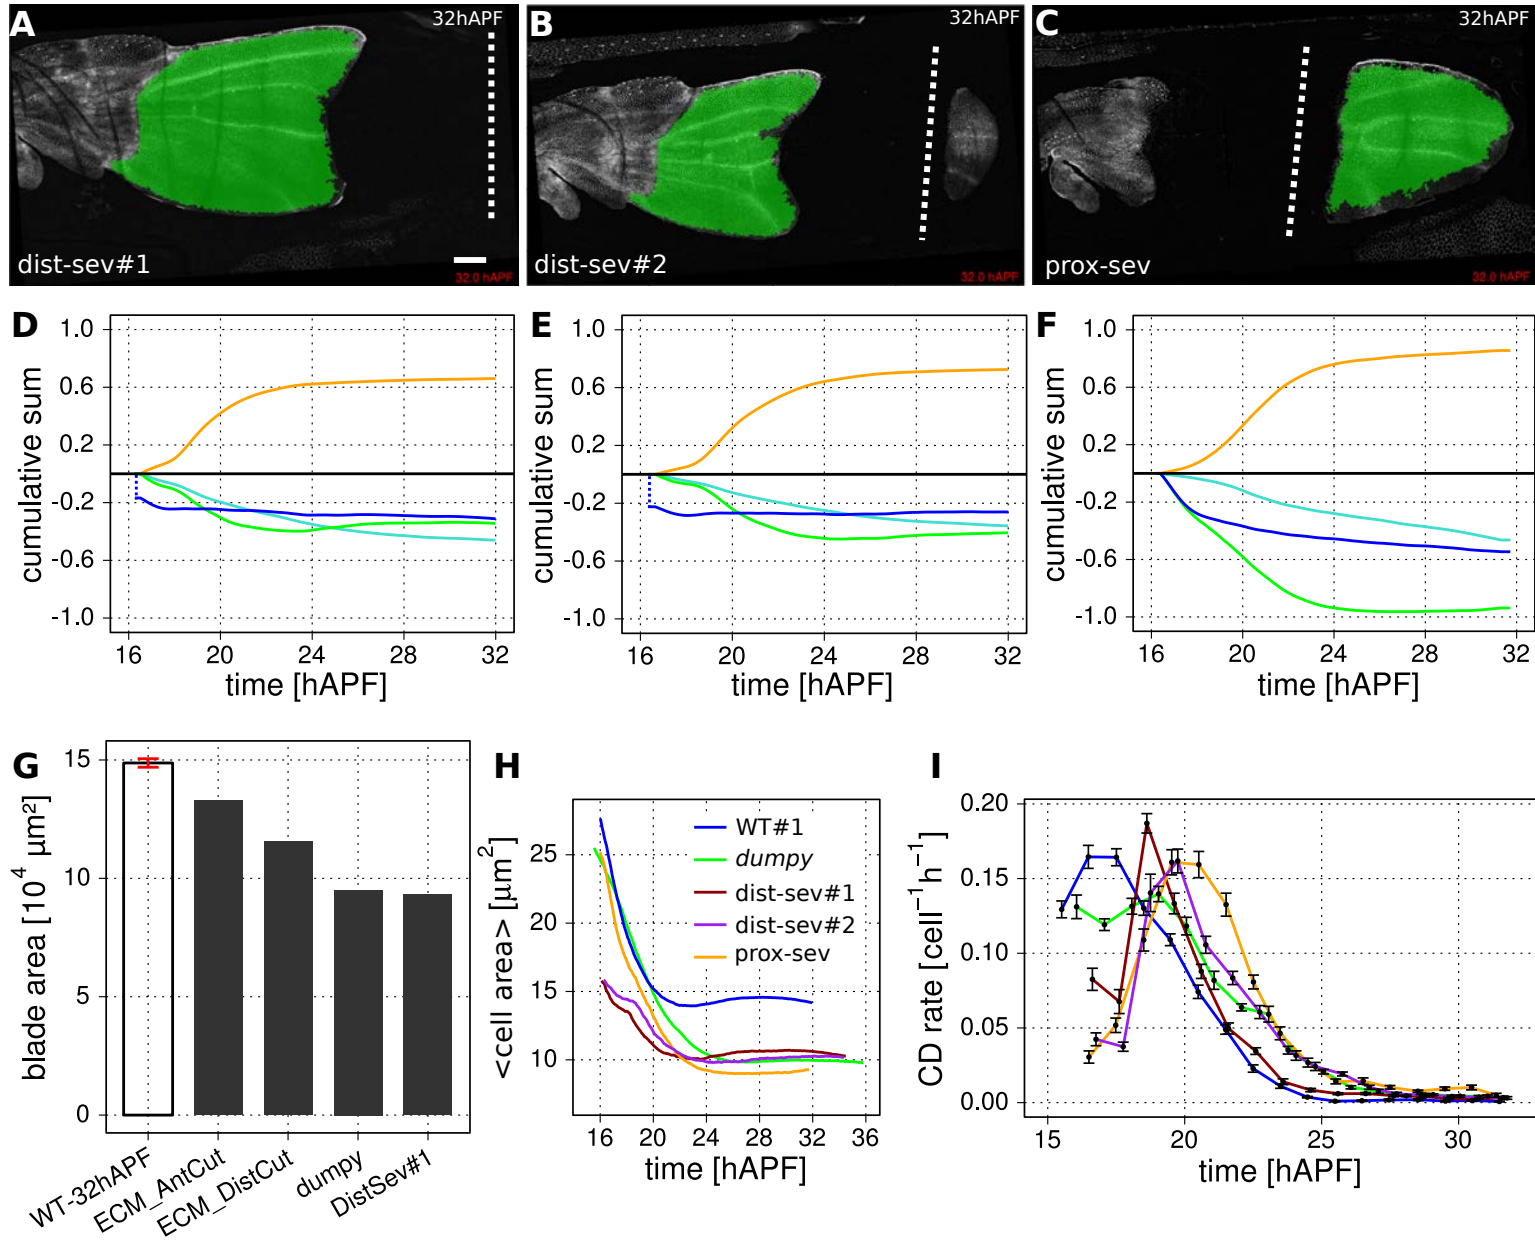 A
32hAPF
dist-sev#1
32.0 hAPF
B
32hAPF
dist-sev#2
32.0 hAPF
C
32hAPF
prox-sev
32.0 hAPF
D
cumulative sum
1.0
0.6
0.2
-0.2
-0.6
-1.0
16 20 24 28 32
time [hAPF]
E
cumulative sum
1.0
0.6
0.2
-0.2
-0.6
-1.0
16 20 24 28 32
time [hAPF]
F
cumulative sum
1.0
0.6
0.2
-0.2
-0.6
-1.0
16 20 24 28 32
time [hAPF]
G
blade area [10⁴ µm²]
15
10
5
0
WT-32hAPF
ECM_AntCut
ECM_DistCut
dumpy
DistSev#1
H
<cell area> [µm²]
25
20
15
10
16 20 24 28 32 36
time [hAPF]
WT#1
dumpy
dist-sev#1
dist-sev#2
prox-sev
I
CD rate [cell⁻¹h⁻¹]
0.20
0.15
0.10
0.05
0.00
15 20 25 30
time [hAPF]